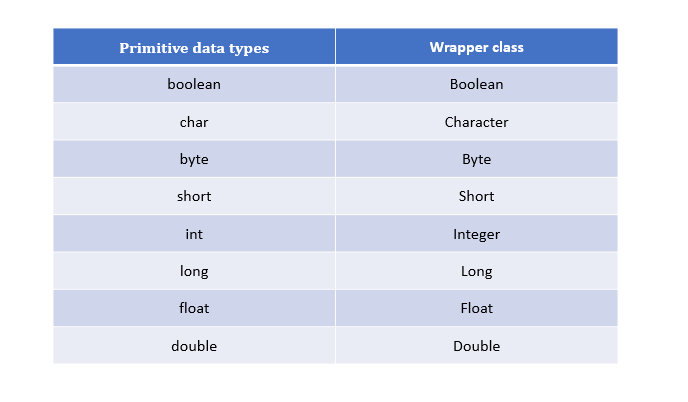 Primitive data types Wrapper class
boolean Boolean
char Character
byte Byte
short Short
int Integer
long Long
float Float
double Double